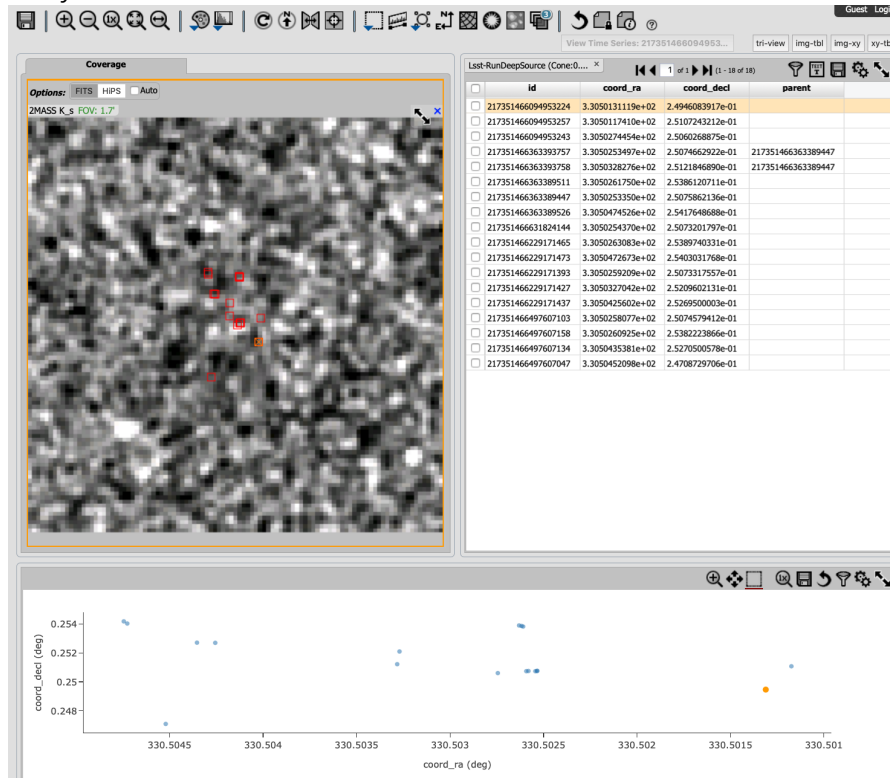 Guest Logi
View Time Series: 217351466094953...
tri-view img-tbl img-xy xy-tb
Coverage
Options: FITS HiPS Auto
2MASS K_s FOV: 1.7'
Lsst-RunDeepSource (Cone:0.... × 1 of 1 (1 - 18 of 18)
id coord_ra coord_decl parent
217351466094953224 3.3050131119e+02 2.4946083917e-01
217351466094953257 3.3050117410e+02 2.5107243212e-01
217351466094953243 3.3050274454e+02 2.5060268875e-01
217351466363393757 3.3050253497e+02 2.5074662922e-01 217351466363389447
217351466363393758 3.3050328276e+02 2.5121846890e-01 217351466363389447
217351466363389511 3.3050261750e+02 2.5386120711e-01
217351466363389447 3.3050253350e+02 2.5075862136e-01
217351466363389526 3.3050474526e+02 2.5417648688e-01
217351466631824144 3.3050254370e+02 2.5073201797e-01
217351466229171465 3.3050263083e+02 2.5389740331e-01
217351466229171473 3.3050472673e+02 2.5403031768e-01
217351466229171393 3.3050259209e+02 2.5073317557e-01
217351466229171427 3.3050327042e+02 2.5209602131e-01
217351466229171437 3.3050425602e+02 2.5269500003e-01
217351466497607103 3.3050258077e+02 2.5074579412e-01
217351466497607158 3.3050260925e+02 2.5382223866e-01
217351466497607134 3.3050435381e+02 2.5270500578e-01
217351466497607047 3.3050452098e+02 2.4708729706e-01
coord_decl (deg)
0.254
0.252
0.25
0.248
330.5045 330.504 330.5035 330.503 330.5025 330.502 330.5015 330.501
coord_ra (deg)